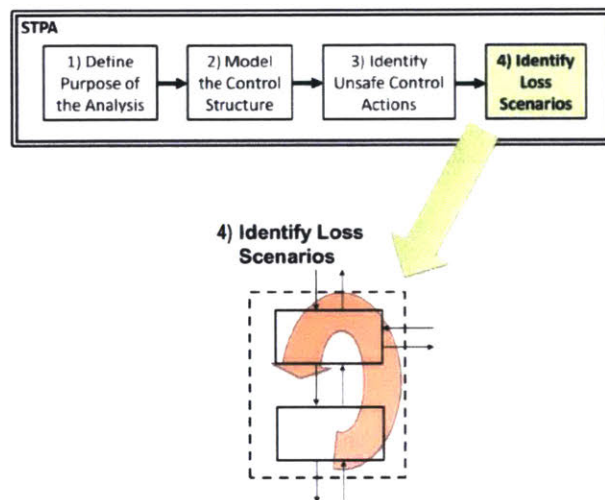 STPA
1) Define
Purpose of
the Analysis
2) Model
the Control
Structure
3) Identify
Unsafe Control
Actions
4) Identify
Loss
Scenarios
4) Identify Loss
Scenarios